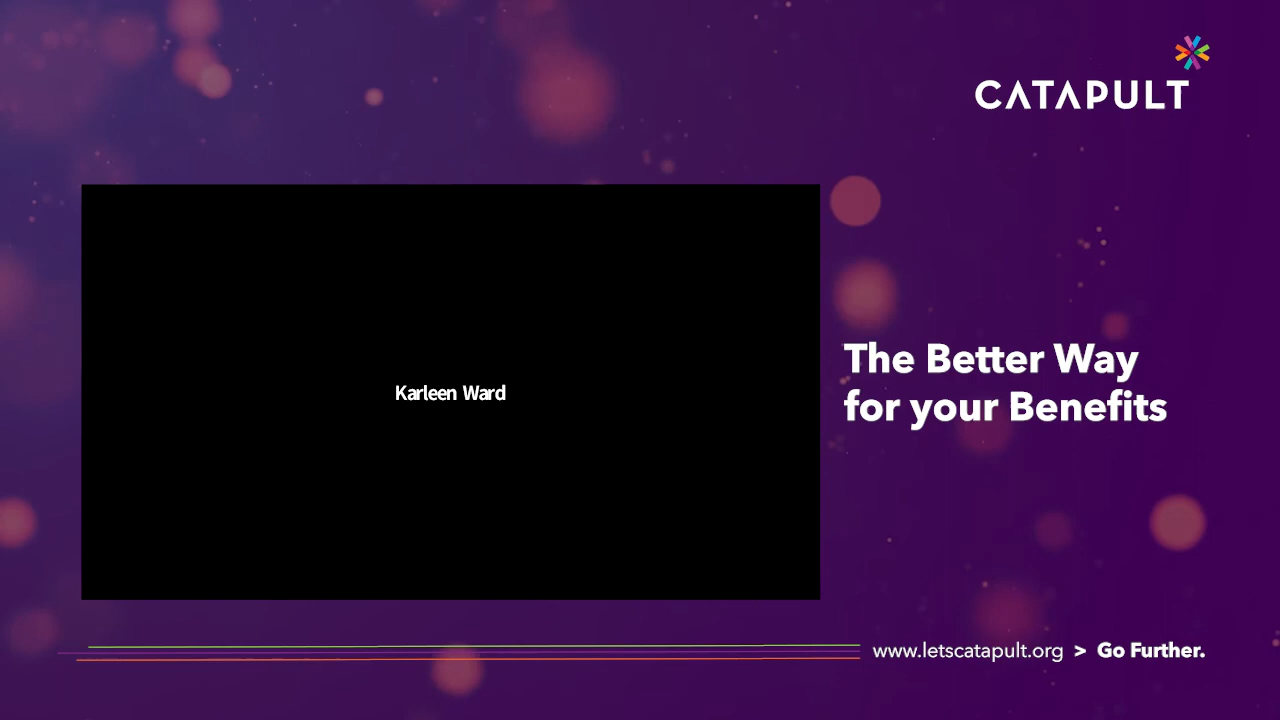 CATAPULT
Karleen Ward
The Better Way
for your Benefits
www.letscatapult.org > Go Further.